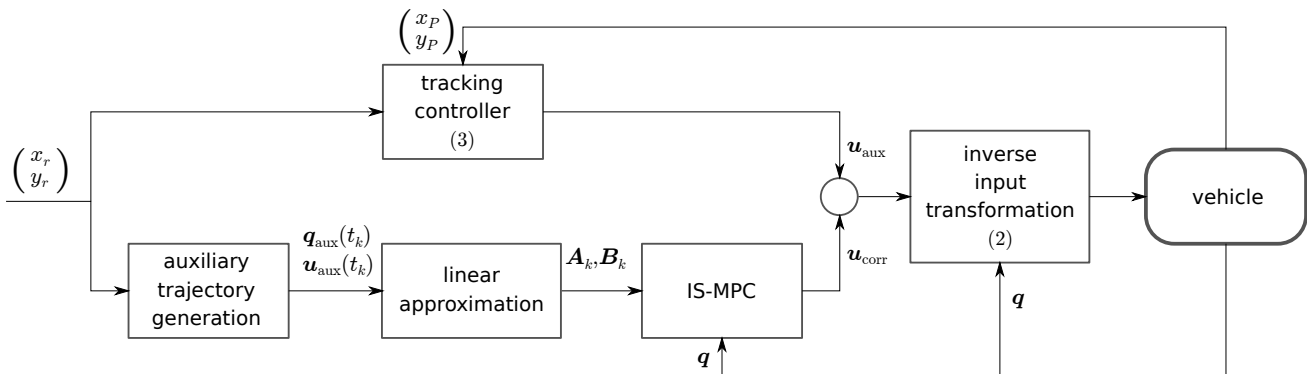 (x_P
y_P)
tracking
controller
(3)
(x_r
y_r)
u_aux
inverse
input
transformation
(2)
vehicle
auxiliary
trajectory
generation
q_aux(t_k)
u_aux(t_k)
linear
approximation
A_k,B_k
IS-MPC
u_corr
q
q